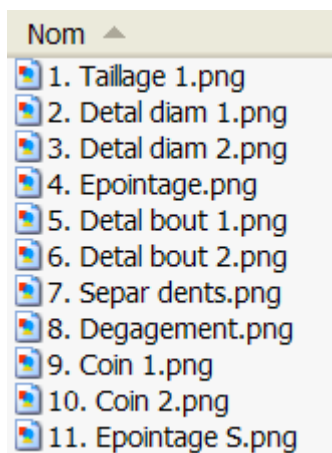 Nom
1. Taillage 1.png
2. Detal diam 1.png
3. Detal diam 2.png
4. Epointage.png
5. Detal bout 1.png
6. Detal bout 2.png
7. Separ dents.png
8. Degagement.png
9. Coin 1.png
10. Coin 2.png
11. Epointage S.png